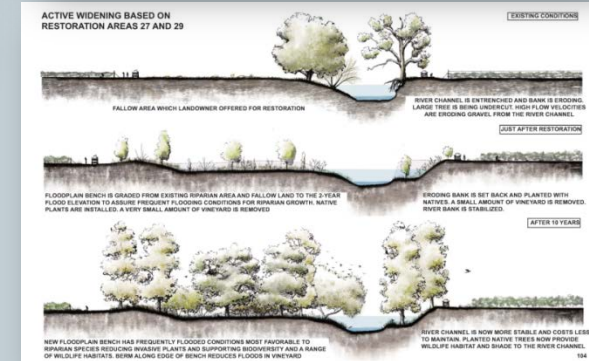 ACTIVE WIDENING BASED ON
RESTORATION AREAS 27 AND 29
EXISTING CONDITIONS
FALLOW AREA WHICH LANDOWNER OFFERED FOR RESTORATION
RIVER CHANNEL IS ENTRENCHED AND BANK IS ERODING.
LARGE TREE IS BEING UNDERCUT. HIGH FLOW VELOCITIES
ARE ERODING GRAVEL FROM THE RIVER CHANNEL
JUST AFTER RESTORATION
FLOODPLAIN BENCH IS GRADED FROM EXISTING RIPARIAN AREA AND FALLOW LAND TO THE 2-YEAR
FLOOD ELEVATION TO ASSURE FREQUENT FLOODING CONDITIONS FOR RIPARIAN GROWTH. NATIVE
PLANTS ARE INSTALLED. A VERY SMALL AMOUNT OF VINEYARD IS REMOVED
ERODING BANK IS SET BACK AND PLANTED WITH
NATIVES. A SMALL AMOUNT OF VINEYARD IS REMOVED.
RIVER BANK IS STABILIZED.
AFTER 10 YEARS
NEW FLOODPLAIN BENCH HAS FREQUENTLY FLOODED CONDITIONS MOST FAVORABLE TO
RIPARIAN SPECIES REDUCING INVASIVE PLANTS AND SUPPORTING BIODIVERSITY AND A RANGE
OF WILDLIFE HABITATS. BERM ALONG EDGE OF BENCH REDUCES FLOODS IN VINEYARD
RIVER CHANNEL IS NOW MORE STABLE AND COSTS LESS
TO MAINTAIN. PLANTED NATIVE TREES NOW PROVIDE
WILDLIFE HABITAT AND SHADE TO THE RIVER CHANNEL
104